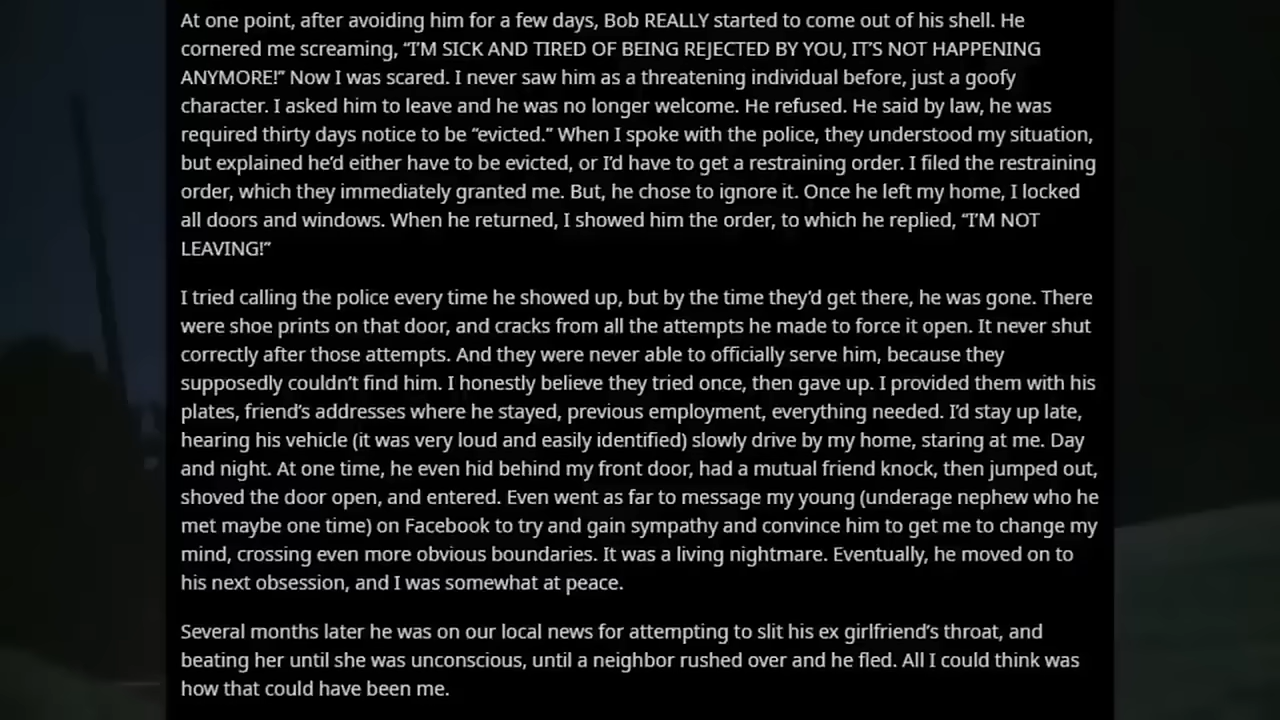 At one point, after avoiding him for a few days, Bob REALLY started to come out of his shell. He
cornered me screaming, “I’M SICK AND TIRED OF BEING REJECTED BY YOU, IT’S NOT HAPPENING
ANYMORE!” Now I was scared. I never saw him as a threatening individual before, just a goofy
character. I asked him to leave and he was no longer welcome. He refused. He said by law, he was
required thirty days notice to be “evicted.” When I spoke with the police, they understood my situation,
but explained he’d either have to be evicted, or I’d have to get a restraining order. I filed the restraining
order, which they immediately granted me. But, he chose to ignore it. Once he left my home, I locked
all doors and windows. When he returned, I showed him the order, to which he replied, “I’M NOT
LEAVING!”
I tried calling the police every time he showed up, but by the time they’d get there, he was gone. There
were shoe prints on that door, and cracks from all the attempts he made to force it open. It never shut
correctly after those attempts. And they were never able to officially serve him, because they
supposedly couldn’t find him. I honestly believe they tried once, then gave up. I provided them with his
plates, friend’s addresses where he stayed, previous employment, everything needed. I’d stay up late,
hearing his vehicle (it was very loud and easily identified) slowly drive by my home, staring at me. Day
and night. At one time, he even hid behind my front door, had a mutual friend knock, then jumped out,
shoved the door open, and entered. Even went as far to message my young (underage nephew who he
met maybe one time) on Facebook to try and gain sympathy and convince him to get me to change my
mind, crossing even more obvious boundaries. It was a living nightmare. Eventually, he moved on to
his next obsession, and I was somewhat at peace.
Several months later he was on our local news for attempting to slit his ex girlfriend’s throat, and
beating her until she was unconscious, until a neighbor rushed over and he fled. All I could think was
how that could have been me.